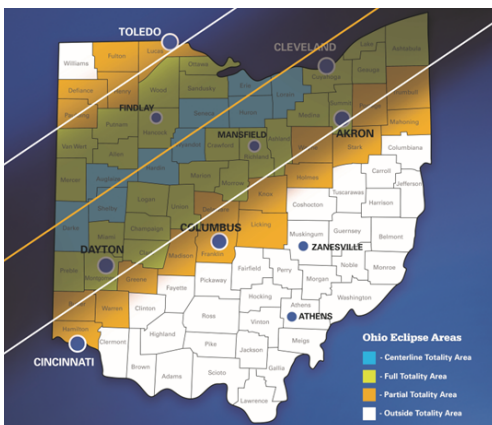 TOLEDO
Williams
Fulton
Lucas
Ottawa
CLEVELAND
Lake
Ashtabula
Geauga
Cuyahoga
Defiance
Henry
Wood
Sandusky
Erie
Lorain
Trumbull
Paulding
FINDLAY
Hancock
Seneca
Huron
Medina
Summit
Portage
Mahoning
Putnam
MANSFIELD
AKRON
Van Wert
Allen
Wyandot
Crawford
Richland
Ashland
Wayne
Stark
Columbiana
Hardin
Mercer
Auglaize
Marion
Morrow
Holmes
Carroll
Jefferson
Tuscarawas
Harrison
Logan
Union
Delaware
Knox
Coshocton
Shelby
Darke
COLUMBUS
Licking
Guernsey
Belmont
Miami
Champaign
Muskingum
ZANESVILLE
DAYTON
Madison
Franklin
Preble
Montgomery
Greene
Fairfield
Perry
Noble
Monroe
Morgan
Fayette
Pickaway
Washington
Warren
Clinton
Hocking
Athens
ATHENS
Hamilton
Ross
Vinton
Meigs
CINCINNATI
Clermont
Highland
Pike
Jackson
Gallia
Brown
Adams
Scioto
Lawrence
Ohio Eclipse Areas
- Centerline Totality Area
- Full Totality Area
- Partial Totality Area
- Outside Totality Area